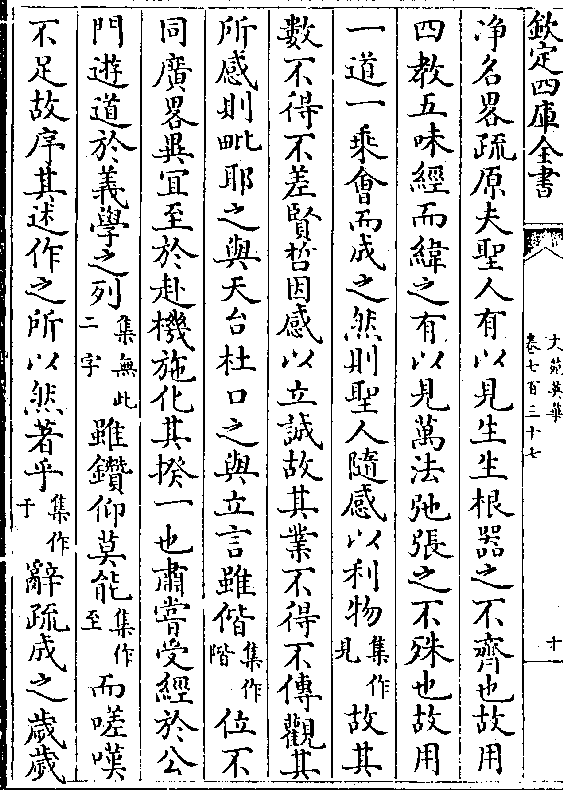 欽定四庫全書
文苑英華
卷七百三十七
十
净名畧疏原夫聖人有以見生生根器之不齊也故用
四教五味經而緯之有以見萬法弛張之不殊也故用
一道一乘會而成之然則聖人隨感以利物集作見故其
數不得不差賢哲因感以立誠故其業不得不傳觀其
所感則毗耶之與天台杜口之與立言雖偕集作階位不
同廣畧異宜至於赴機施化其揆一也肅嘗受經於公
門遊道於義學之列集無此二字雖鑽仰莫能集作至而嗟嘆
不足故序其述作之所以然著乎集作于辭疏成之歲歲